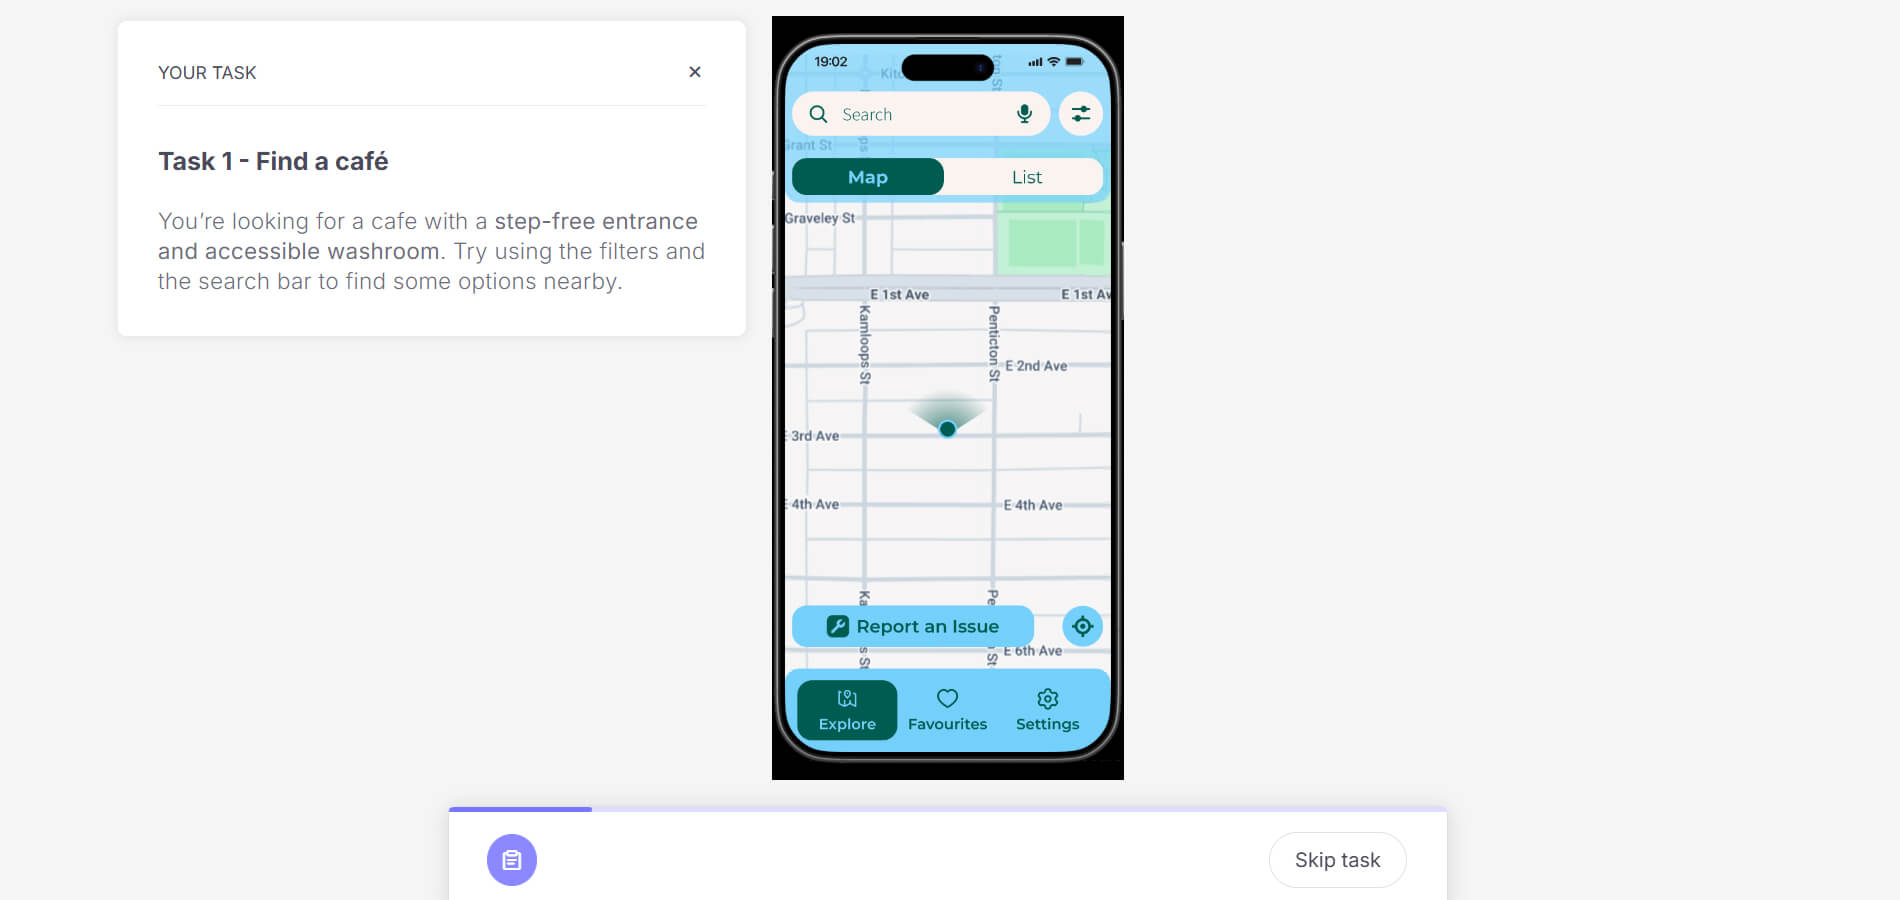 YOUR TASK
Task 1 - Find a café
You're looking for a cafe with a step-free entrance
and accessible washroom. Try using the filters and
the search bar to find some options nearby.
19:02
Search
Grant St
Map
List
Graveley St
E 1st Ave
E 1st Av
Kamloops St
Penticton St
E 2nd Ave
E 3rd Ave
E 4th Ave
E 4th Ave
Report an Issue
E 6th Ave
Explore
Favourites
Settings
Skip task